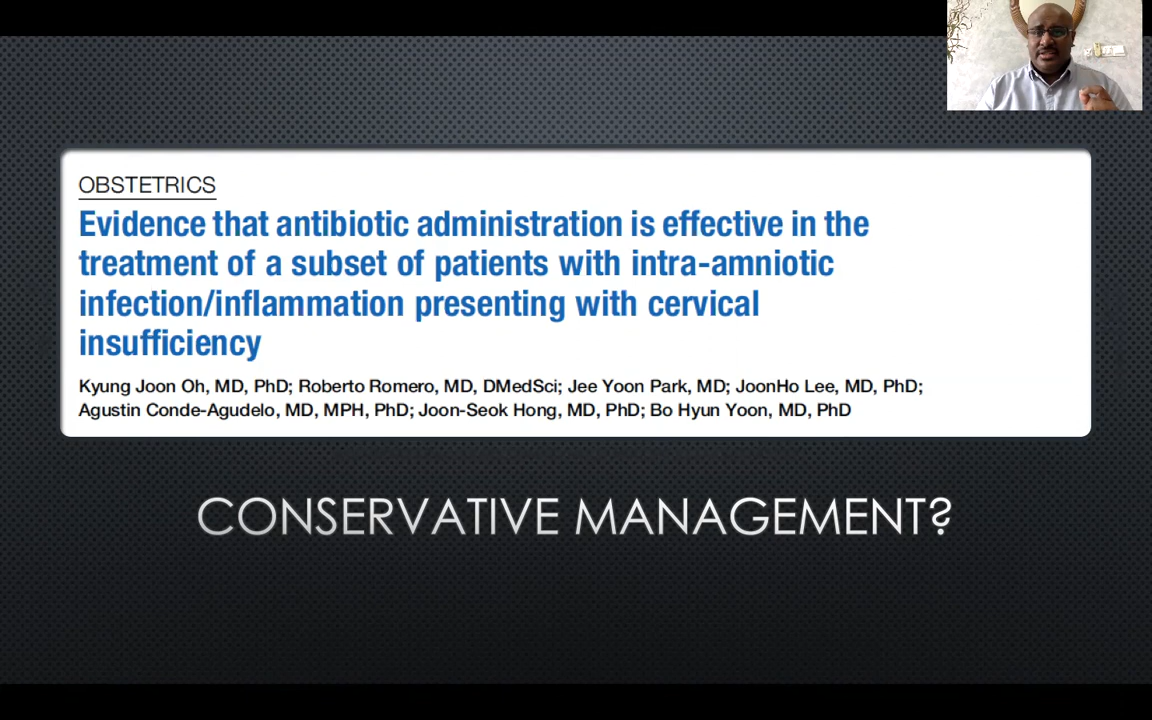 OBSTETRICS
Evidence that antibiotic administration is effective in the
treatment of a subset of patients with intra-amniotic
infection/inflammation presenting with cervical
insufficiency
Kyung Joon Oh, MD, PhD; Roberto Romero, MD, DMedSci; Jee Yoon Park, MD; JoonHo Lee, MD, PhD;
Agustin Conde-Agudelo, MD, MPH, PhD; Joon-Seok Hong, MD, PhD; Bo Hyun Yoon, MD, PhD
CONSERVATIVE MANAGEMENT?